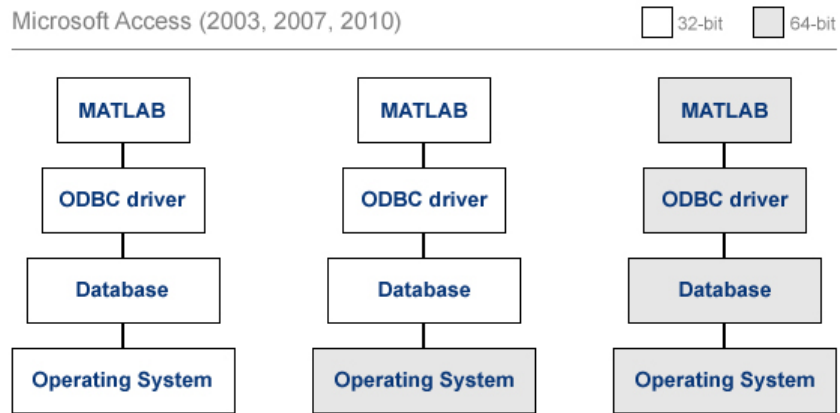 Microsoft Access (2003, 2007, 2010)
32-bit
64-bit
MATLAB
MATLAB
MATLAB
ODBC driver
ODBC driver
ODBC driver
Database
Database
Database
Operating System
Operating System
Operating System